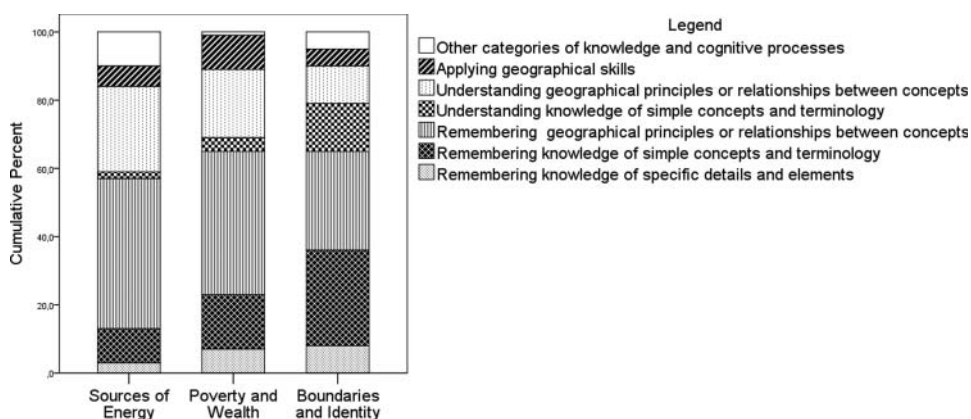 Legend
Other categories of knowledge and cognitive processes
Applying geographical skills
Understanding geographical principles or relationships between concepts
Understanding knowledge of simple concepts and terminology
Remembering geographical principles or relationships between concepts
Remembering knowledge of simple concepts and terminology
Remembering knowledge of specific details and elements
Cumulative Percent
100,0
80,0
60,0
40,0
20,0
,0
Sources of
Energy
Poverty and
Wealth
Boundaries
and Identity